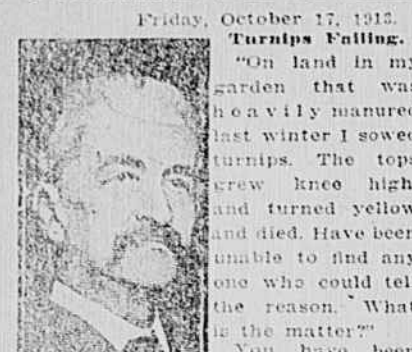 Friday, October 17, 1913.
Turnips Failing.
"On land in my
garden that was
heavily manured
last winter I sowed
turnips. The tops
grew knee high
and turned yellow
and died. Have been
unable to find any
one who could tell
the reason. What
is the matter?"
You have been